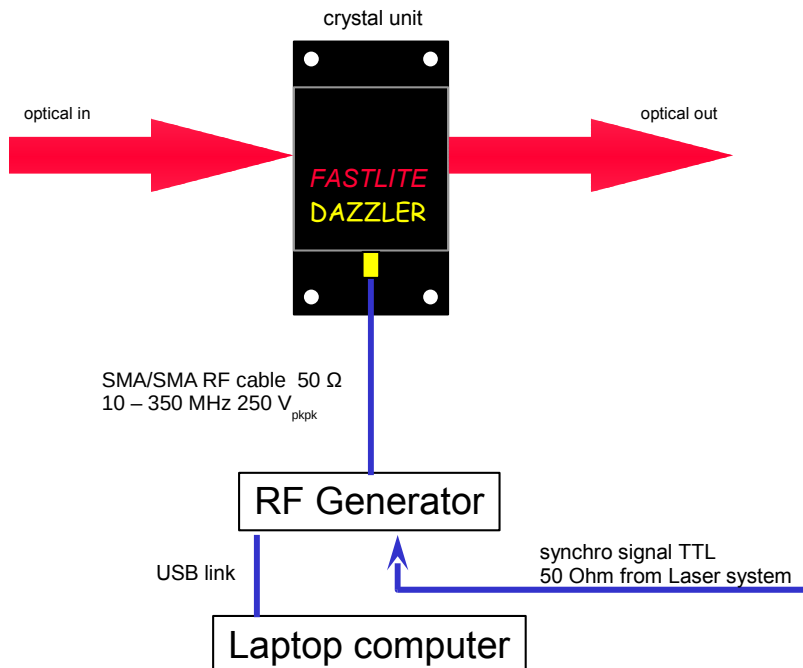 crystal unit
optical in
optical out
FASTLITE
DAZZLER
SMA/SMA RF cable  50 Ω
10 – 350 MHz 250 Vpkpk
RF Generator
synchro signal TTL
50 Ohm from Laser system
USB link
Laptop computer